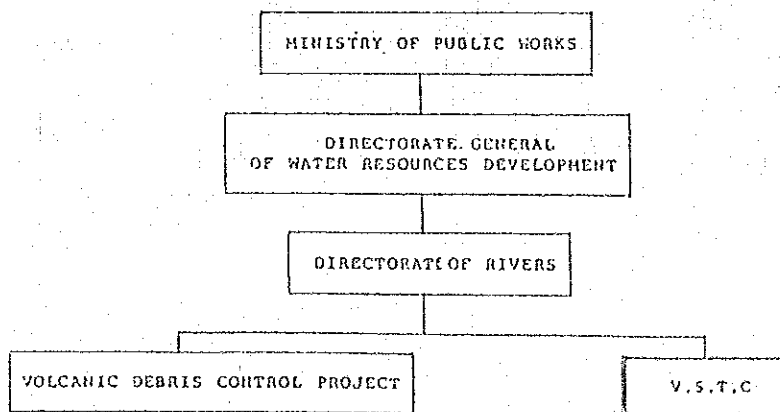 MINISTRY OF PUBLIC WORKS
DIRECTORATE GENERAL
OF WATER RESOURCES DEVELOPMENT
DIRECTORATE OF RIVERS
VOLCANIC DEBRIS CONTROL PROJECT
V.S.T.C